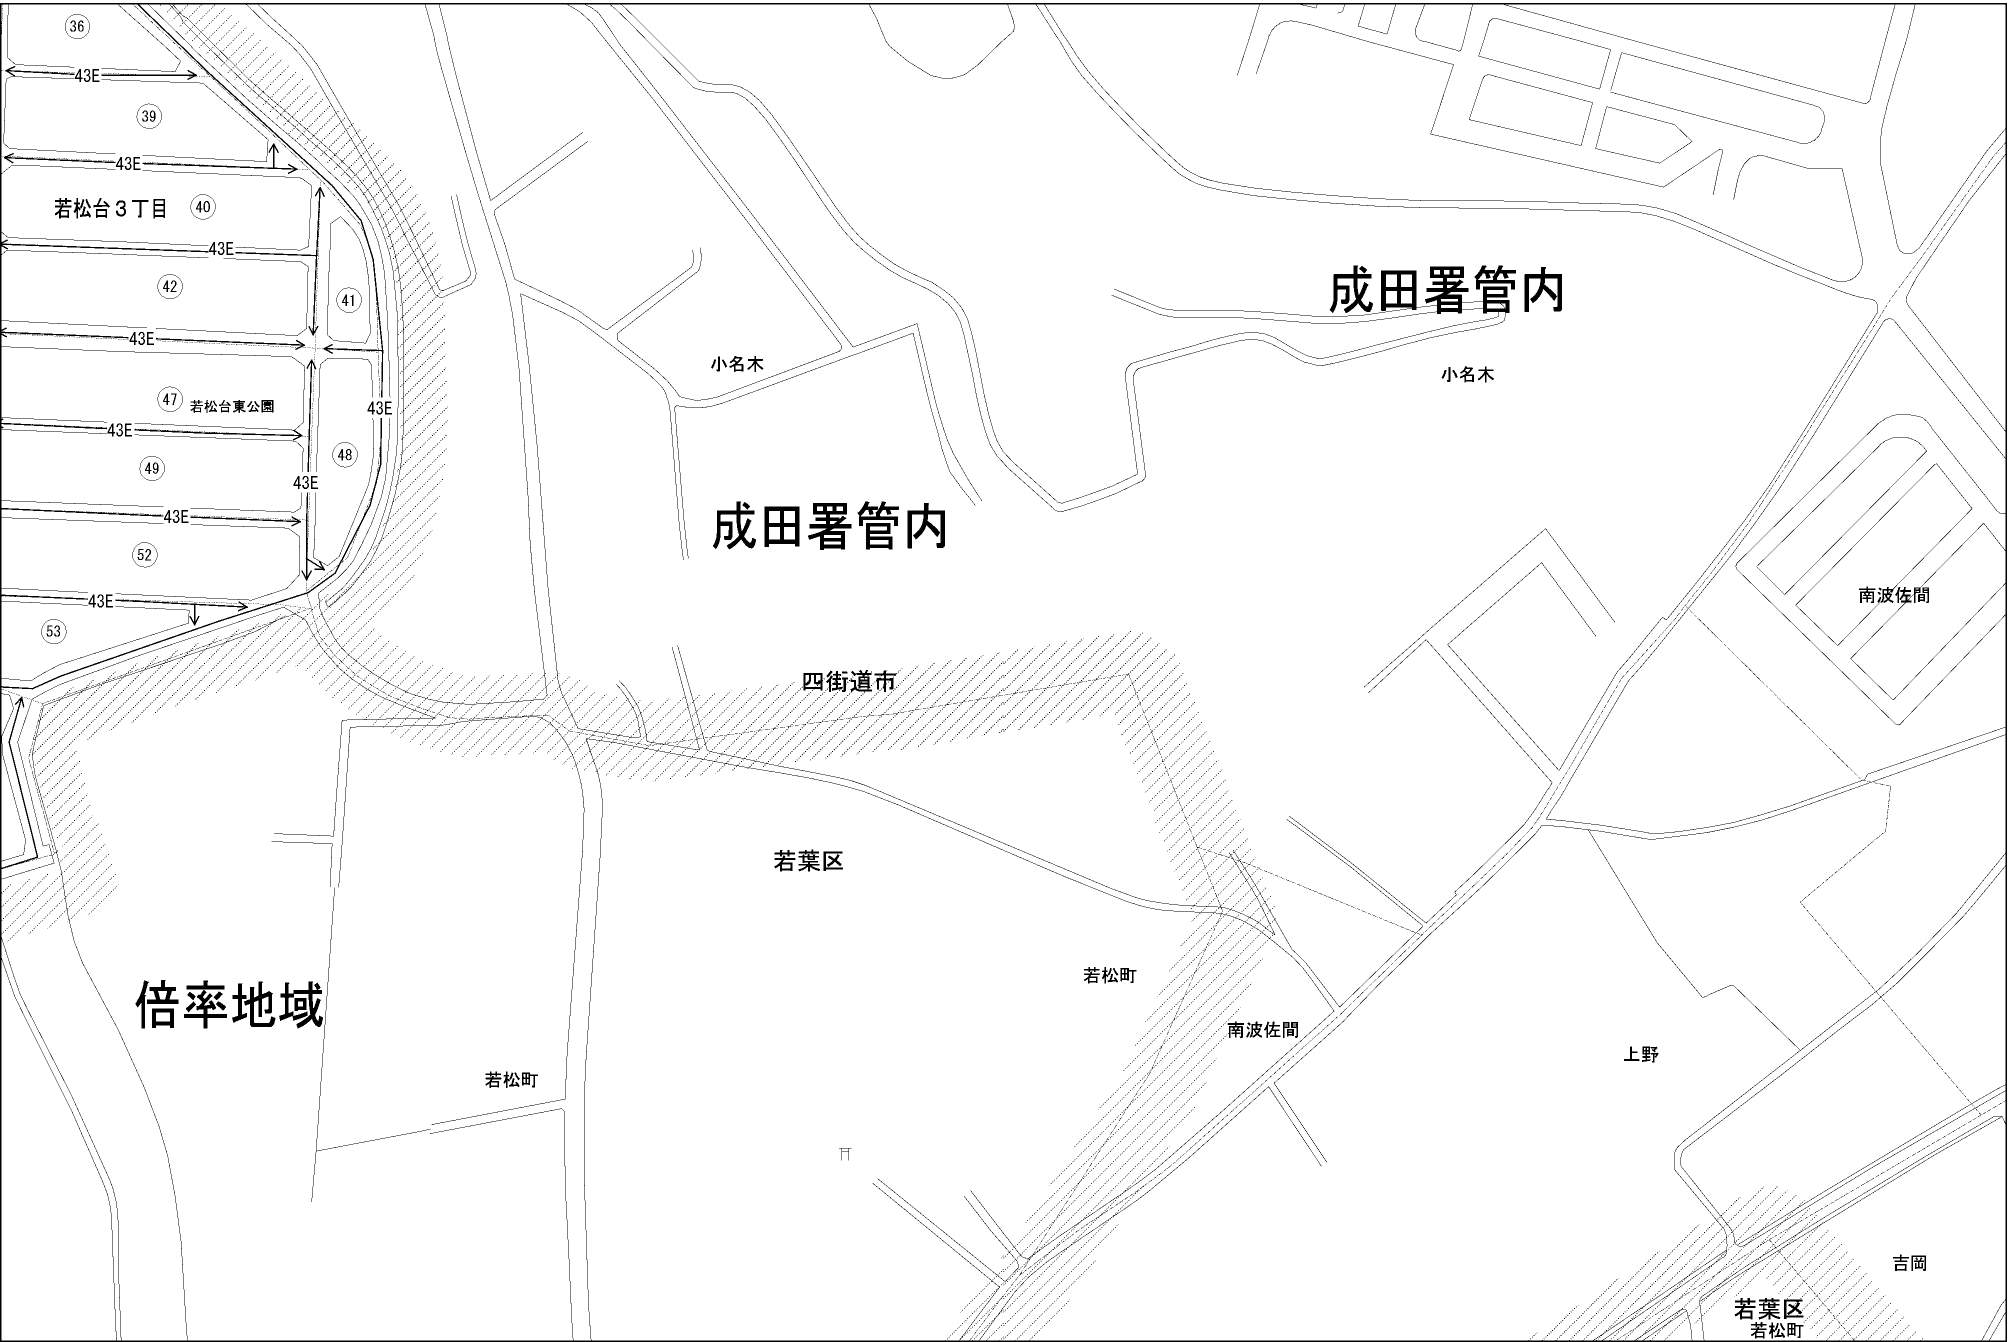 36
43E
39
43E
若松台３丁目
40
43E
42
41
43E
成田署管内
小名木
小名木
47
若松台東公園
43E
43E
49
48
43E
43E
成田署管内
52
43E
南波佐間
53
四街道市
若葉区
若松町
倍率地域
南波佐間
上野
若松町
吉岡
若葉区
若松町